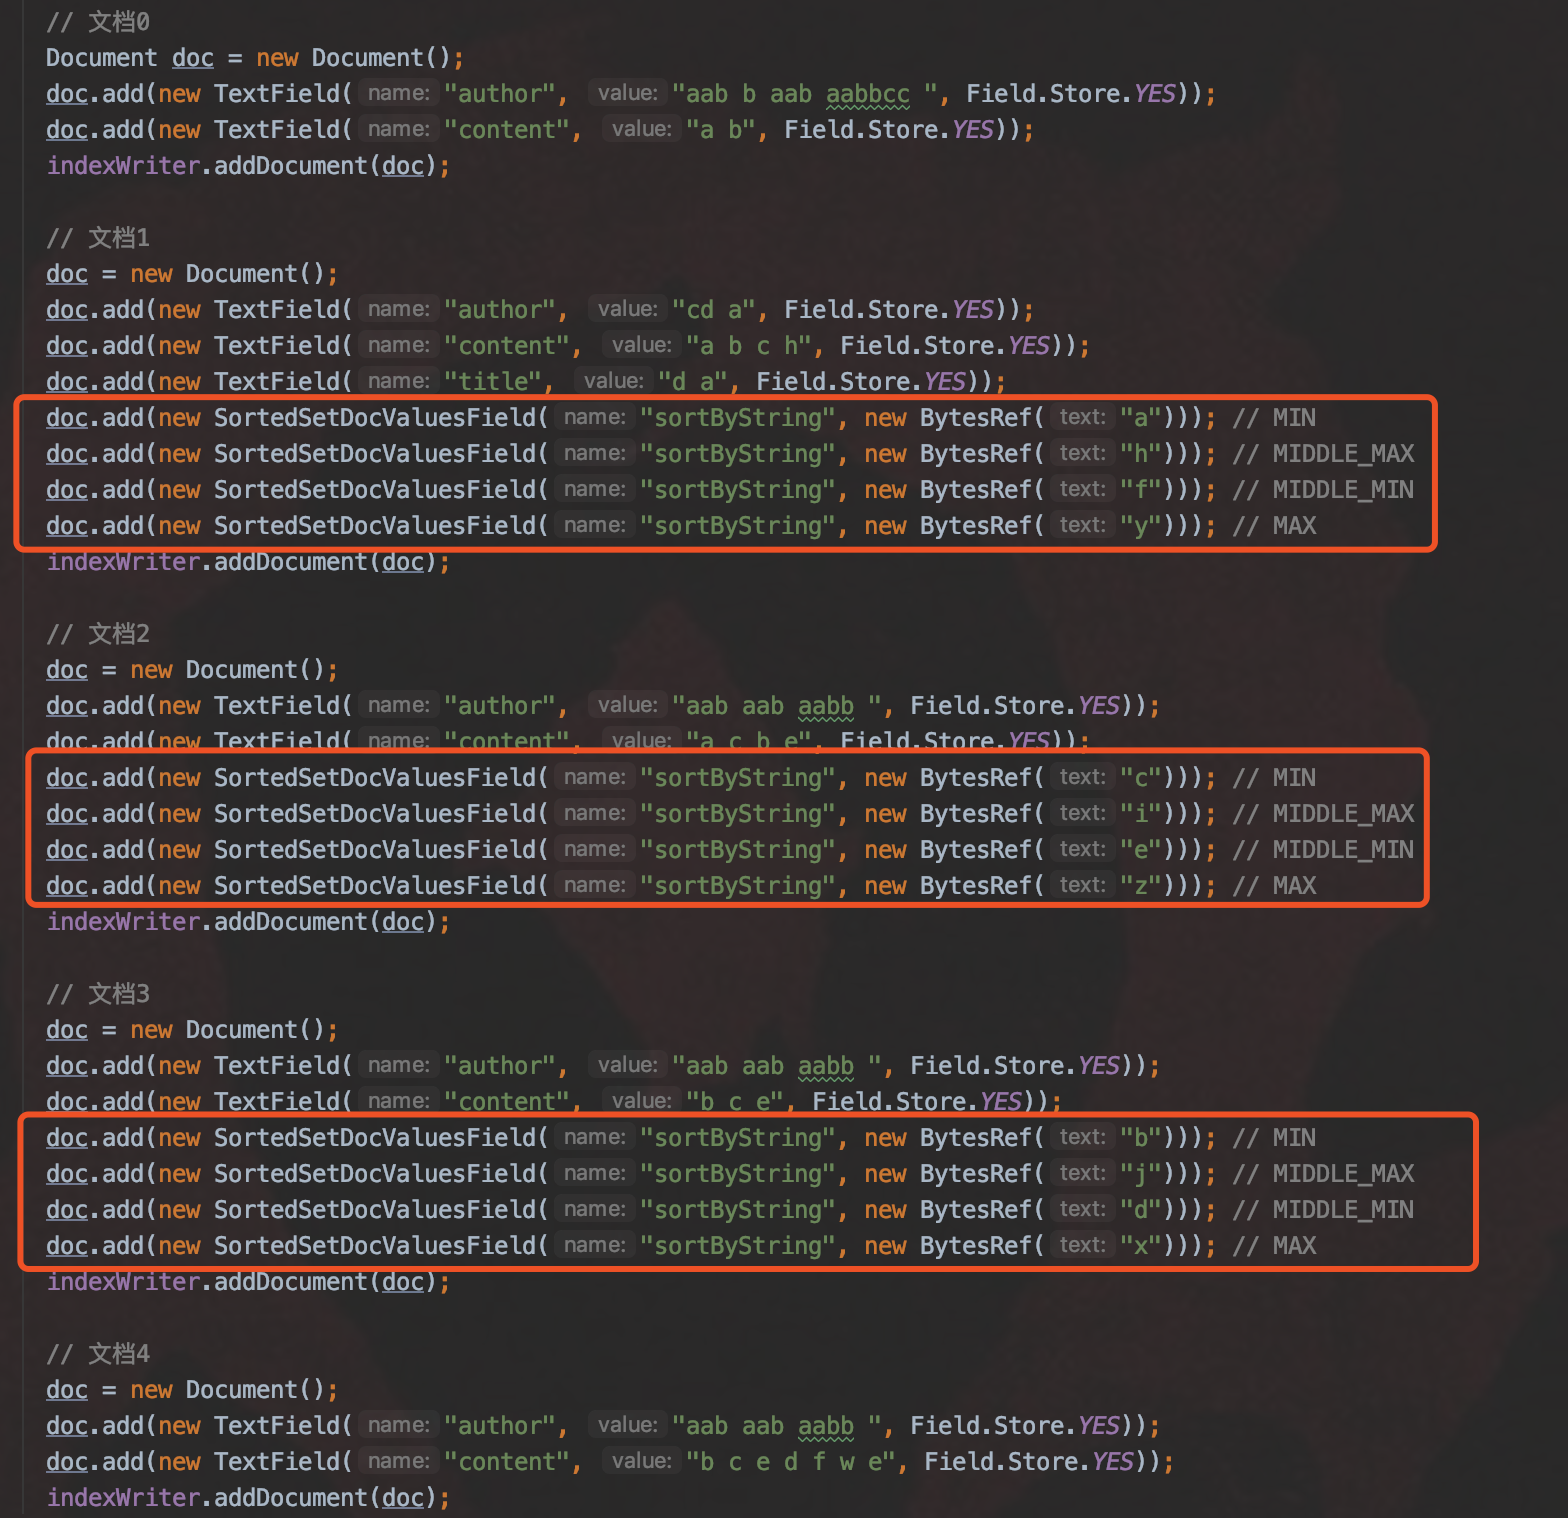 // 文档0
Document doc = new Document();
doc.add(new TextField( name: "author", value: "aab b aab aabbcc ", Field.Store.YES));
doc.add(new TextField( name: "content", value: "a b", Field.Store.YES));
indexWriter.addDocument(doc);
// 文档1
doc = new Document();
doc.add(new TextField( name: "author", value: "cd a", Field.Store.YES));
doc.add(new TextField( name: "content", value: "a b c h", Field.Store.YES));
doc.add(new TextField( name: "title", value: "d a", Field.Store.YES));
doc.add(new SortedSetDocValuesField( name: "sortByString", new BytesRef( text: "a"))); // MIN
doc.add(new SortedSetDocValuesField( name: "sortByString", new BytesRef( text: "h"))); // MIDDLE_MAX
doc.add(new SortedSetDocValuesField( name: "sortByString", new BytesRef( text: "f"))); // MIDDLE_MIN
doc.add(new SortedSetDocValuesField( name: "sortByString", new BytesRef( text: "y"))); // MAX
indexWriter.addDocument(doc);
// 文档2
doc = new Document();
doc.add(new TextField( name: "author", value: "aab aab aabb ", Field.Store.YES));
doc.add(new TextField( name: "content", value: "a c b e", Field.Store.YES));
doc.add(new SortedSetDocValuesField( name: "sortByString", new BytesRef( text: "c"))); // MIN
doc.add(new SortedSetDocValuesField( name: "sortByString", new BytesRef( text: "i"))); // MIDDLE_MAX
doc.add(new SortedSetDocValuesField( name: "sortByString", new BytesRef( text: "e"))); // MIDDLE_MIN
doc.add(new SortedSetDocValuesField( name: "sortByString", new BytesRef( text: "z"))); // MAX
indexWriter.addDocument(doc);
// 文档3
doc = new Document();
doc.add(new TextField( name: "author", value: "aab aab aabb ", Field.Store.YES));
doc.add(new TextField( name: "content", value: "b c e", Field.Store.YES));
doc.add(new SortedSetDocValuesField( name: "sortByString", new BytesRef( text: "b"))); // MIN
doc.add(new SortedSetDocValuesField( name: "sortByString", new BytesRef( text: "j"))); // MIDDLE_MAX
doc.add(new SortedSetDocValuesField( name: "sortByString", new BytesRef( text: "d"))); // MIDDLE_MIN
doc.add(new SortedSetDocValuesField( name: "sortByString", new BytesRef( text: "x"))); // MAX
indexWriter.addDocument(doc);
// 文档4
doc = new Document();
doc.add(new TextField( name: "author", value: "aab aab aabb ", Field.Store.YES));
doc.add(new TextField( name: "content", value: "b c e d f w e", Field.Store.YES));
indexWriter.addDocument(doc);